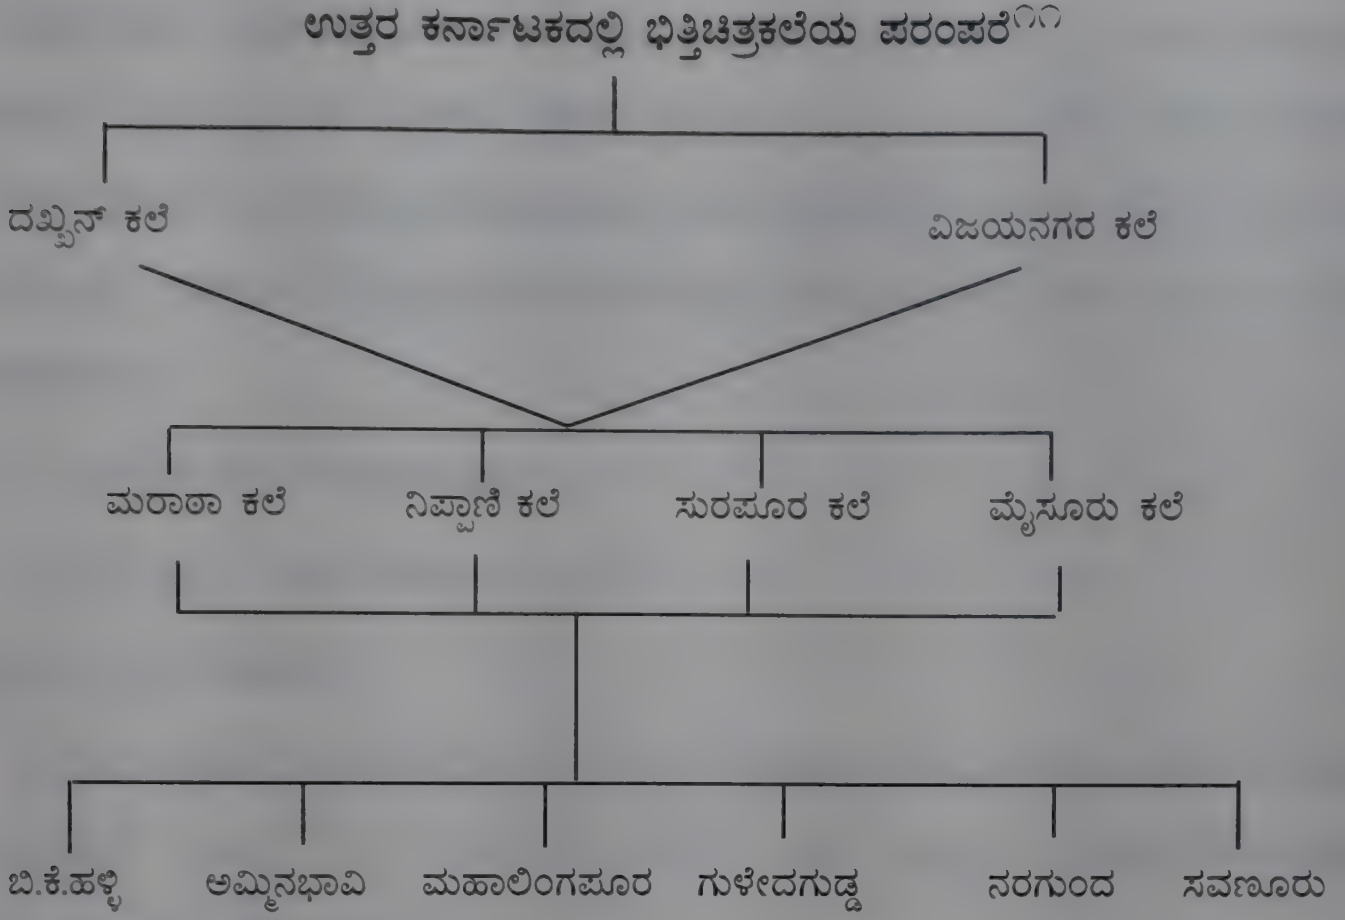 ಉತ್ತರ ಕರ್ನಾಟಕದಲ್ಲಿ ಭಿತ್ತಿಚಿತ್ರಕಲೆಯ ಪರಂಪರೆ೧೧
ದಖ್ಖನ್ ಕಲೆ ವಿಜಯನಗರ ಕಲೆ
ಮರಾಠಾ ಕಲೆ ನಿಪ್ಪಾಣಿ ಕಲೆ ಸುರಪೂರ ಕಲೆ ಮೈಸೂರು ಕಲೆ
ಬಿ.ಕೆ.ಹಳ್ಳಿ ಅಮ್ಮಿನಭಾವಿ ಮಹಾಲಿಂಗಪೂರ ಗುಳೇದಗುಡ್ಡ ನರಗುಂದ ಸವಣೂರು